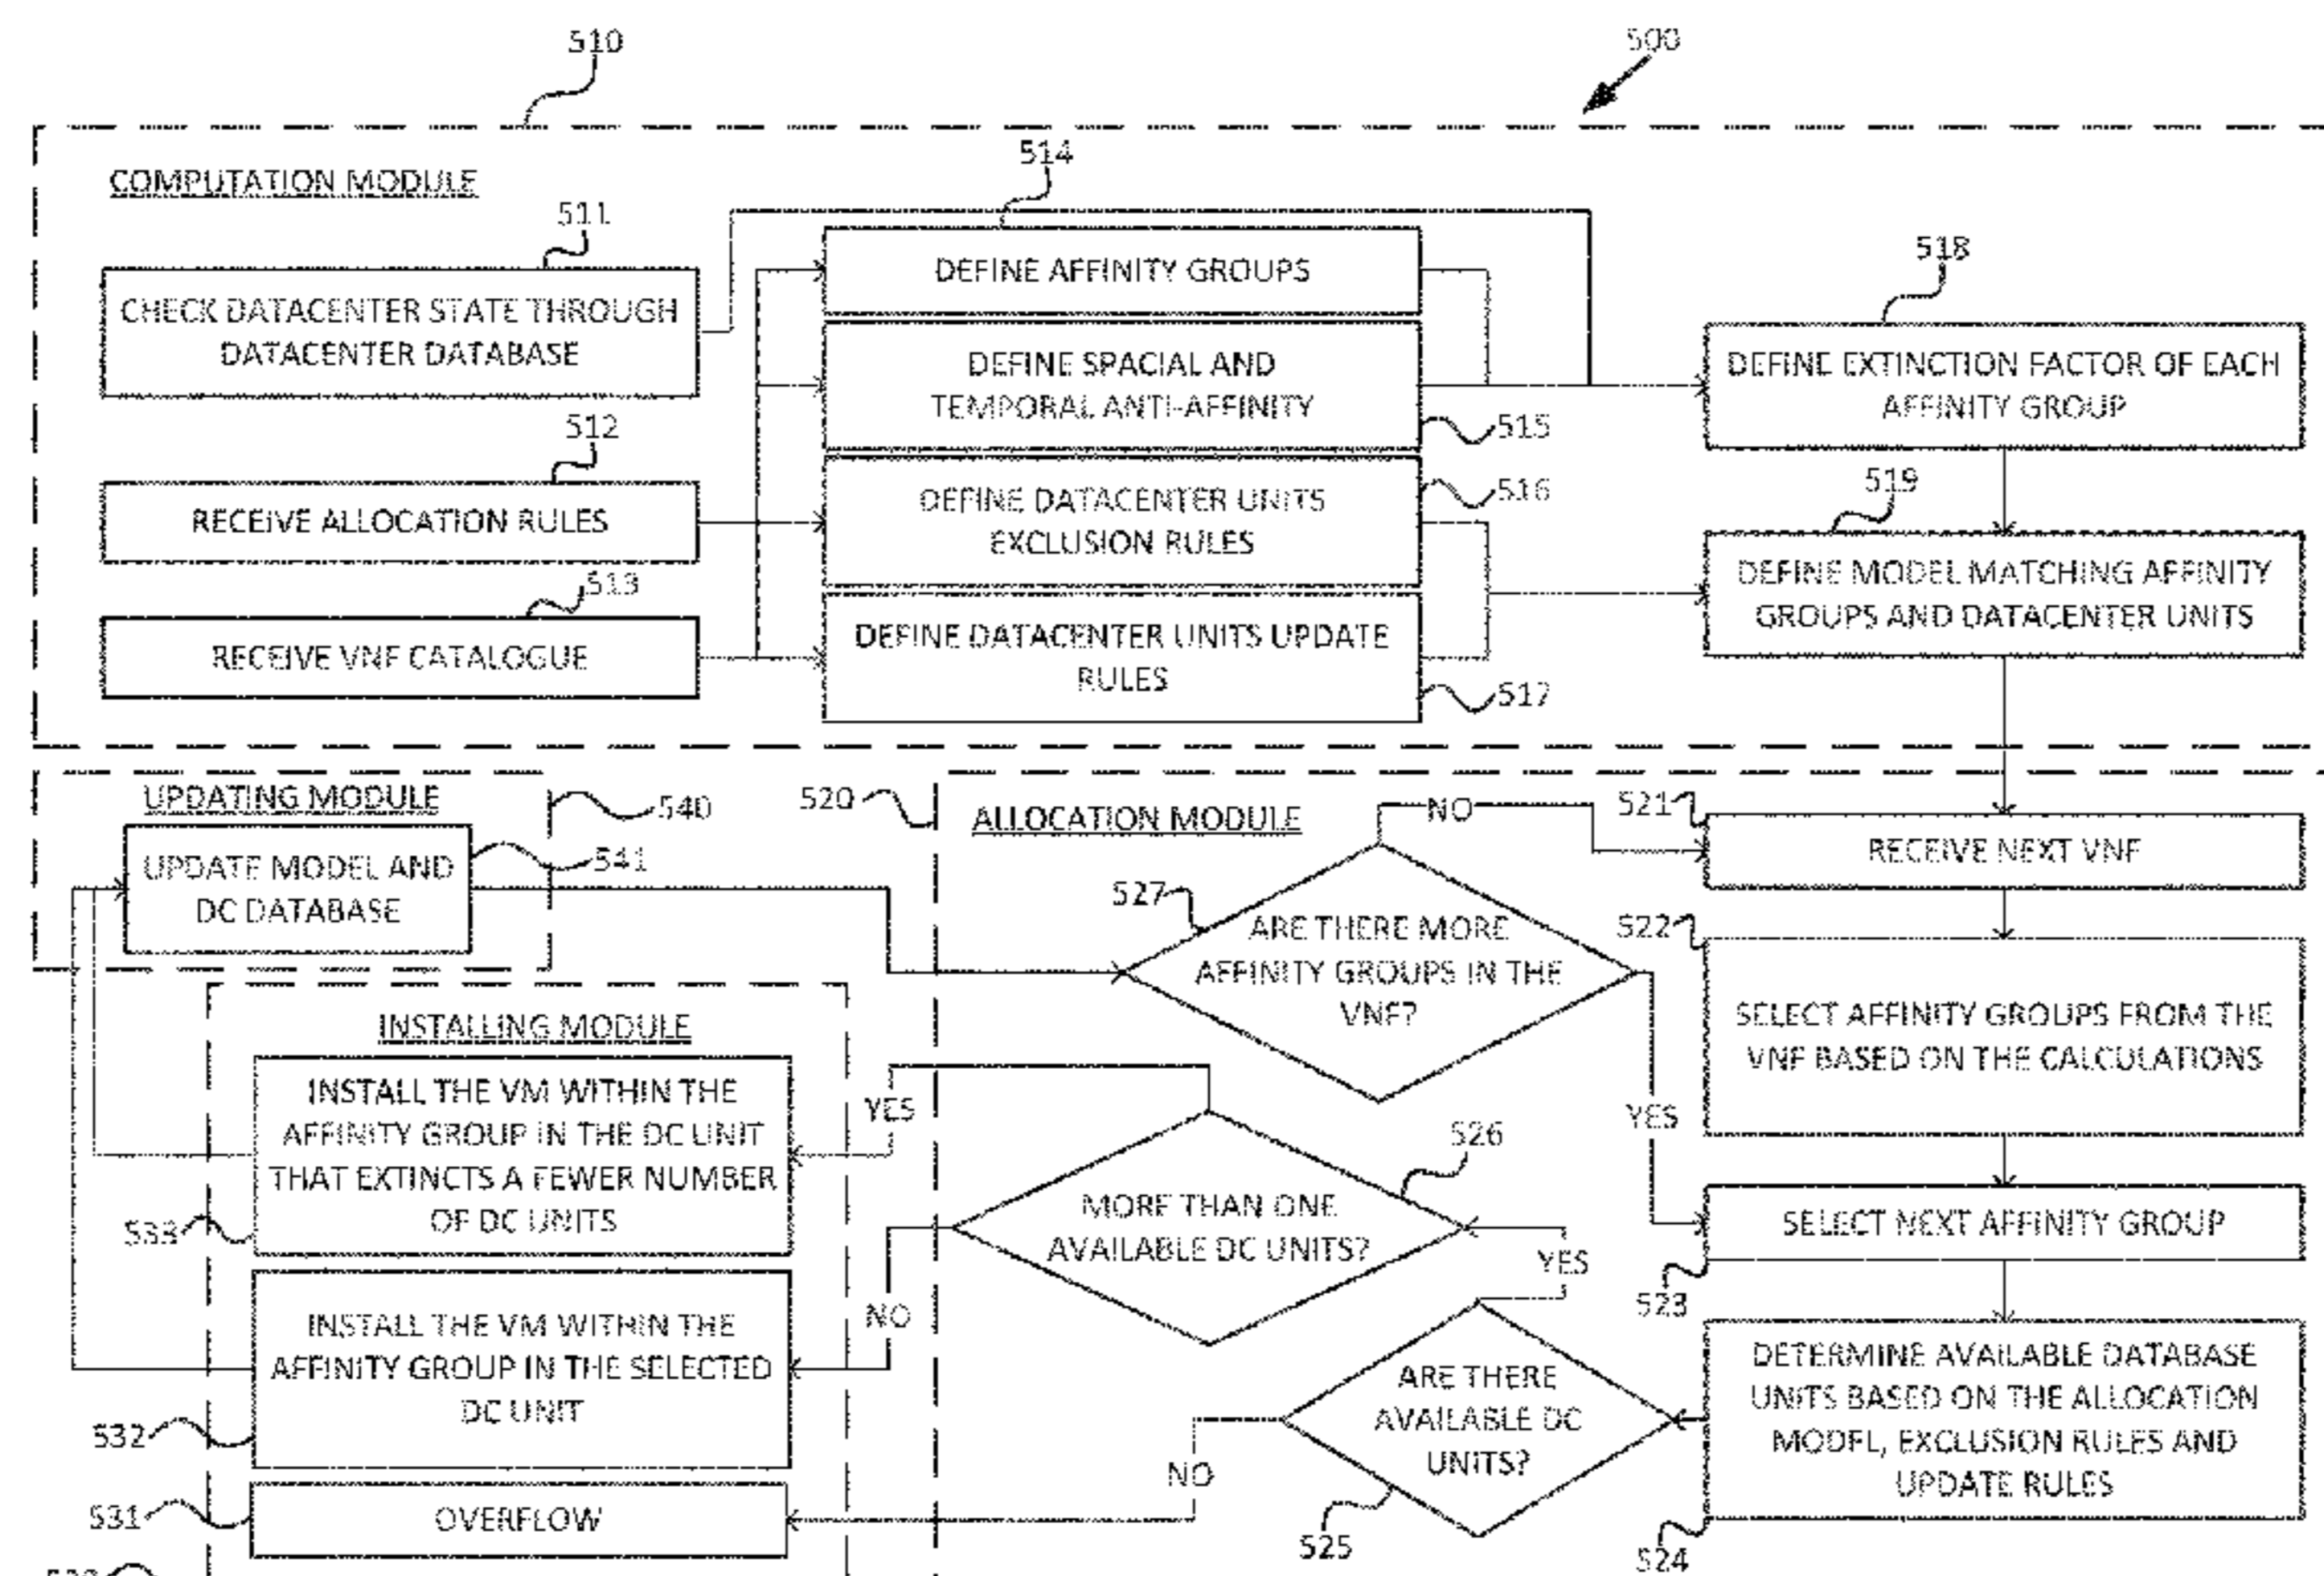 510
500
COMPUTATION MODULE
514
511
518
CHECK DATACENTER STATE THROUGH
DATACENTER DATABASE
DEFINE AFFINITY GROUPS
DEFINE SPACIAL AND
TEMPORAL ANTI-AFFINITY
515
DEFINE EXTINCTION FACTOR OF EACH
AFFINITY GROUP
512
RECEIVE ALLOCATION RULES
DEFINE DATACENTER UNITS
EXCLUSION RULES
516
519
DEFINE MODEL MATCHING AFFINITY
GROUPS AND DATACENTER UNITS
513
RECEIVE VNF CATALOGUE
DEFINE DATACENTER UNITS UPDATE
RULES
517
UPDATING MODULE
540
UPDATE MODEL AND
DC DATABASE
541
520
ALLOCATION MODULE
NO
521
RECEIVE NEXT VNF
527
ARE THERE MORE
AFFINITY GROUPS IN THE
VNF?
522
SELECT AFFINITY GROUPS FROM THE
VNF BASED ON THE CALCULATIONS
YES
INSTALLING MODULE
INSTALL THE VM WITHIN THE
AFFINITY GROUP IN THE DC UNIT
THAT EXTINCTS A FEWER NUMBER
OF DC UNITS
533
YES
526
MORE THAN ONE
AVAILABLE DC UNITS?
YES
NO
SELECT NEXT AFFINITY GROUP
523
INSTALL THE VM WITHIN THE
AFFINITY GROUP IN THE SELECTED
DC UNIT
532
ARE THERE
AVAILABLE DC
UNITS?
525
NO
DETERMINE AVAILABLE DATABASE
UNITS BASED ON THE ALLOCATION
MODEL, EXCLUSION RULES AND
UPDATE RULES
524
531
OVERFLOW